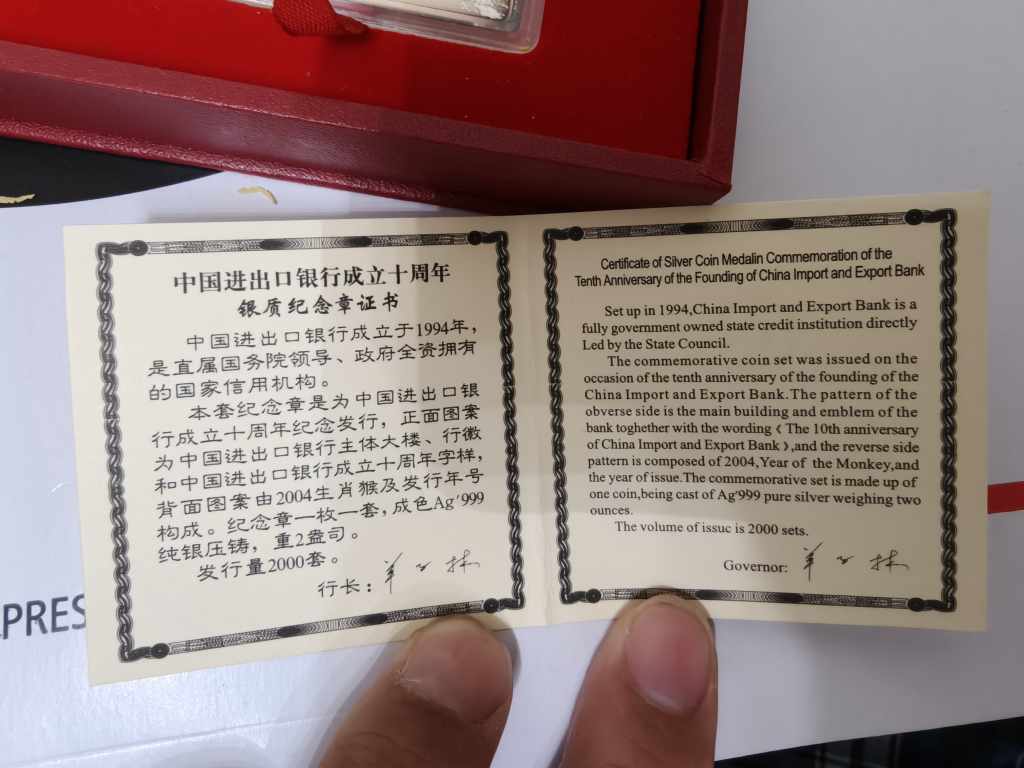 中国进出口银行成立十周年
银质纪念章证书
中国进出口银行成立于1994年，
是直属国务院领导、政府全资拥有
的国家信用机构。
本套纪念章是为中国进出口银
行成立十周年纪念发行，正面图案
为中国进出口银行主体大楼、行徽
和中国进出口银行成立十周年字样，
背面图案由2004生肖猴及发行年号
构成。纪念章一枚一套，成色Ag′999
纯银压铸，重2盎司。
发行量2000套。
行长：羊子林
Certificate of Silver Coin Medalin Commemoration of the
Tenth Anniversary of the Founding of China Import and Export Bank
Set up in 1994,China Import and Export Bank is a
fully government owned state credit institution directly
Led by the State Council.
The commemorative coin set was issued on the
occasion of the tenth anniversary of the founding of the
China Import and Export Bank.The pattern of the
obverse side is the main building and emblem of the
bank toghether with the wording《 The 10th anniversary
of China Import and Export Bank 》,and the reverse side
pattern is composed of 2004,Year of the Monkey,and
the year of issue.The commemorative set is made up of
one coin,being cast of Ag′999 pure silver weighing two
ounces.
The volume of issuc is 2000 sets.
Governor: 羊子林
PRES